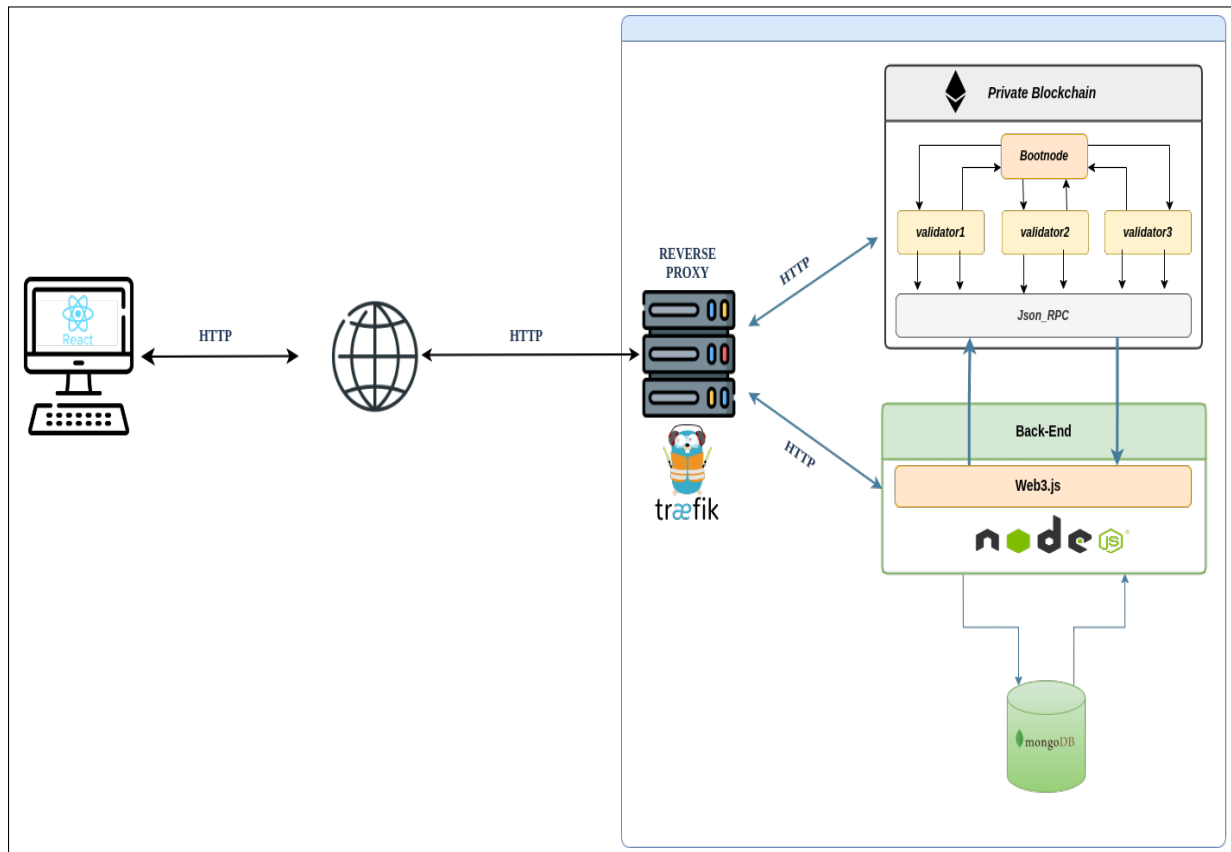 Private Blockchain
Bootnode
validator1
validator2
validator3
Json_RPC
REVERSE
PROXY
HTTP
React
HTTP
HTTP
HTTP
træfik
Back-End
Web3.js
node
JS
mongoDB